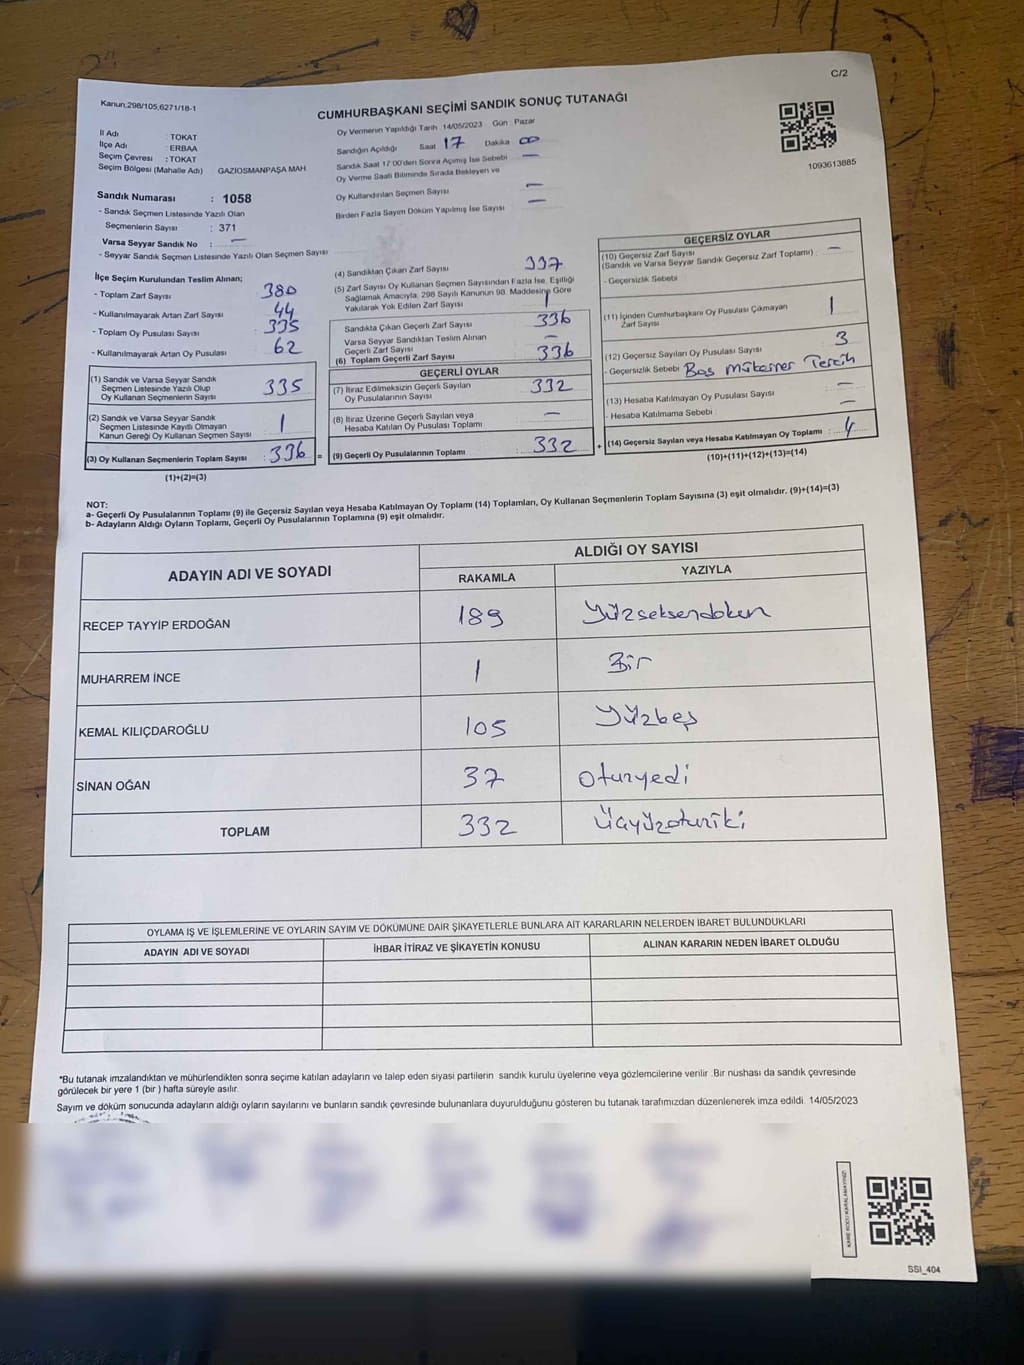 C/2
Kanun;298/105,6271/18-1
CUMHURBAŞKANI SEÇİMİ SANDIK SONUÇ TUTANAĞI
İl Adı : TOKAT
İlçe Adı : ERBAA
Seçim Çevresi : TOKAT
Seçim Bölgesi (Mahalle Adı) GAZİOSMANPAŞA MAH.
Sandık Numarası : 1058
- Sandık Seçmen Listesinde Yazılı Olan
Seçmenlerin Sayısı : 371
Varsa Seyyar Sandık No : —
- Seyyar Sandık Seçmen Listesinde Yazılı Olan Seçmen Sayısı
Oy Vermenin Yapıldığı Tarih 14/05/2023 Gün : Pazar
Sandığın Açıldığı Saat 17 Dakika 00
Sandık Saat 17:00'den Sonra Açımış İse Sebebi —
Oy Verme Saati Bitiminde Sırada Bekleyen ve
Oy Kullandırılan Seçmen Sayısı —
Birden Fazla Sayım Döküm Yapılmış İse Sayısı —
1093613885
İlçe Seçim Kurulundan Teslim Alınan;
- Toplam Zarf Sayısı : 380
- Kullanılmayarak Artan Zarf Sayısı : 44
- Toplam Oy Pusulası Sayısı : 335
- Kullanılmayarak Artan Oy Pusulası : 62
(1) Sandık ve Varsa Seyyar Sandık
Seçmen Listesinde Yazılı Olup
Oy Kullanan Seçmenlerin Sayısı : 335
(2) Sandık ve Varsa Seyyar Sandık
Seçmen Listesinde Kayıtlı Olmayan
Kanun Gereği Oy Kullanan Seçmen Sayısı : 1
(3) Oy Kullanan Seçmenlerin Toplam Sayısı : 336 =
(1)+(2)=(3)
(4) Sandıktan Çıkan Zarf Sayısı 337
(5) Zarf Sayısı Oy Kullanan Seçmen Sayısından Fazla İse, Eşitliği
Sağlamak Amacıyla, 298 Sayılı Kanunun 98. Maddesine Göre
Yakılarak Yok Edilen Zarf Sayısı : 1
Sandıkta Çıkan Geçerli Zarf Sayısı : 336
Varsa Seyyar Sandıktan Teslim Alınan
Geçerli Zarf Sayısı : —
(6) Toplam Geçerli Zarf Sayısı : 336
GEÇERLİ OYLAR
(7) İtiraz Edilmeksizin Geçerli Sayılan
Oy Pusulasının Sayısı : 332
(8) İtiraz Üzerine Geçerli Sayılan veya
Hesaba Katılan Oy Pusulası Toplamı : —
(9) Geçerli Oy Pusulalarının Toplamı : 332 +
GEÇERSİZ OYLAR
(10) Geçersiz Zarf Sayısı
(Sandık ve Varsa Seyyar Sandık Geçersiz Zarf Toplamı) : —
- Geçersizlik Sebebi :
(11) İçinden Cumhurbaşkanı Oy Pusulası Çıkmayan
Zarf Sayısı : 1
(12) Geçersiz Sayılan Oy Pusulası Sayısı : 3
- Geçersizlik Sebebi : Boş Mükerrer Tercih
(13) Hesaba Katılmayan Oy Pusulası Sayısı : —
- Hesaba Katılmama Sebebi : —
(14) Geçersiz Sayılan veya Hesaba Katılmayan Oy Toplamı : 4
(10)+(11)+(12)+(13)=(14)
NOT:
a- Geçerli Oy Pusulalarının Toplamı (9) ile Geçersiz Sayılan veya Hesaba Katılmayan Oy Toplamı (14) Toplamları, Oy Kullanan Seçmenlerin Toplam Sayısına (3) eşit olmalıdır. (9)+(14)=(3)
b- Adayların Aldığı Oyların Toplamı, Geçerli Oy Pusulalarının Toplamına (9) eşit olmalıdır.
ADAYIN ADI VE SOYADI
ALDIĞI OY SAYISI
RAKAMLA YAZIYLA
RECEP TAYYİP ERDOĞAN 189 Yüzseksendokuz
MUHARREM İNCE 1 Bir
KEMAL KILIÇDAROĞLU 105 Yüzbeş
SİNAN OĞAN 37 Otuzyedi
TOPLAM 332 Üçyüzotuziki
OYLAMA İŞ VE İŞLEMLERİNE VE OYLARIN SAYIM VE DÖKÜMÜNE DAİR ŞİKAYETLERLE BUNLARA AİT KARARLARIN NELERDEN İBARET BULUNDUKLARI
ADAYIN ADI VE SOYADI İHBAR İTİRAZ VE ŞİKAYETİN KONUSU ALINAN KARARIN NEDEN İBARET OLDUĞU
*Bu tutanak imzalandıktan ve mühürlendikten sonra seçime katılan adayların ve talep eden siyasi partilerin sandık kurulu üyelerine veya gözlemcilerine verilir .Bir nüshası da sandık çevresinde
görülecek bir yere 1 (bir ) hafta süreyle asılır.
Sayım ve döküm sonucunda adayların aldığı oyların sayılarını ve bunların sandık çevresinde bulunanlara duyurulduğunu gösteren bu tutanak tarafımızdan düzenlenerek imza edildi. 14/05/2023
KARE KODU KARALAMAYINIZ!
SSI_404